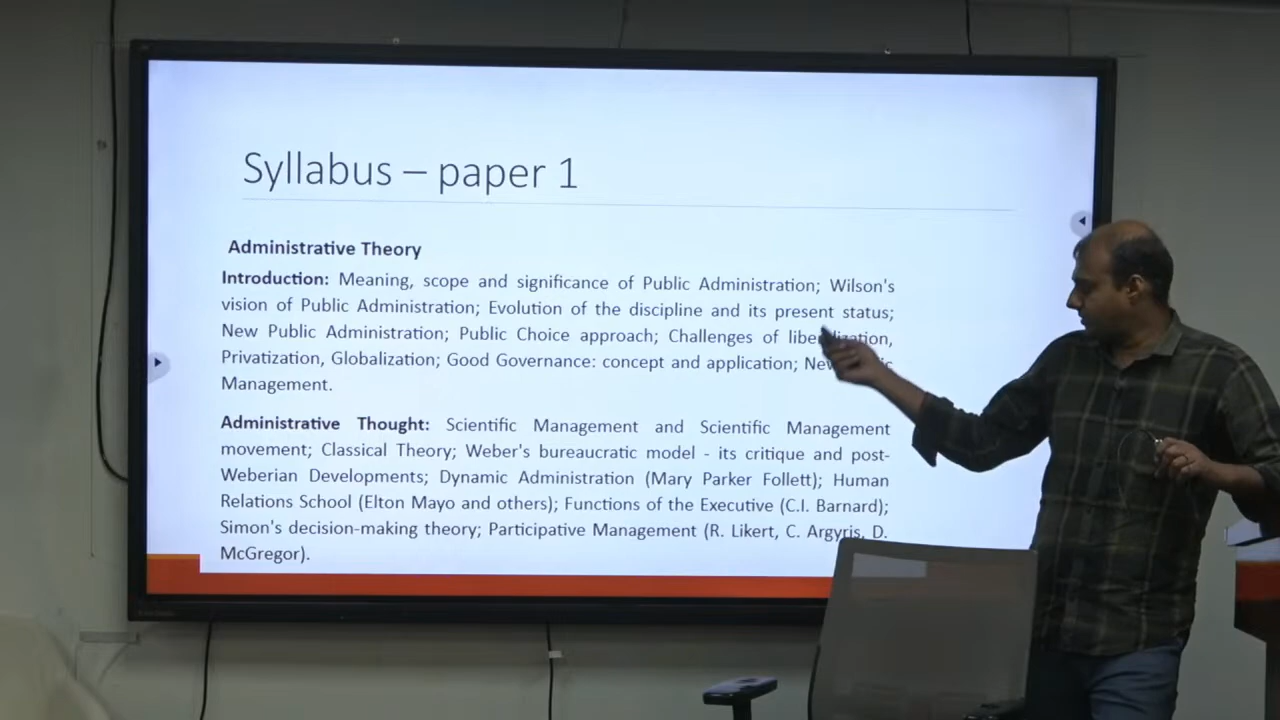 Syllabus – paper 1
Administrative Theory
Introduction: Meaning, scope and significance of Public Administration; Wilson's
vision of Public Administration; Evolution of the discipline and its present status;
New Public Administration; Public Choice approach; Challenges of liberalization,
Privatization, Globalization; Good Governance: concept and application; New
Management.
Administrative Thought: Scientific Management and Scientific Management
movement; Classical Theory; Weber's bureaucratic model - its critique and post-
Weberian Developments; Dynamic Administration (Mary Parker Follett); Human
Relations School (Elton Mayo and others); Functions of the Executive (C.I. Barnard);
Simon's decision-making theory; Participative Management (R. Likert, C. Argyris, D.
McGregor).